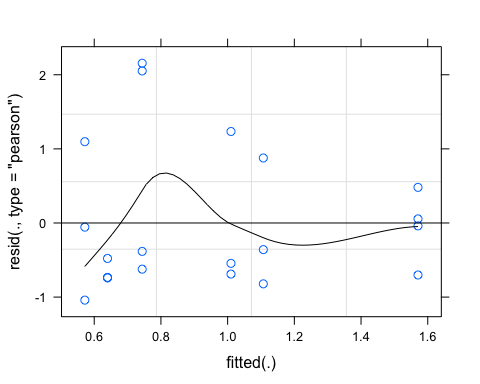 resid(., type = "pearson")
2
1
0
-1
0.6 0.8 1.0 1.2 1.4 1.6
fitted(.)